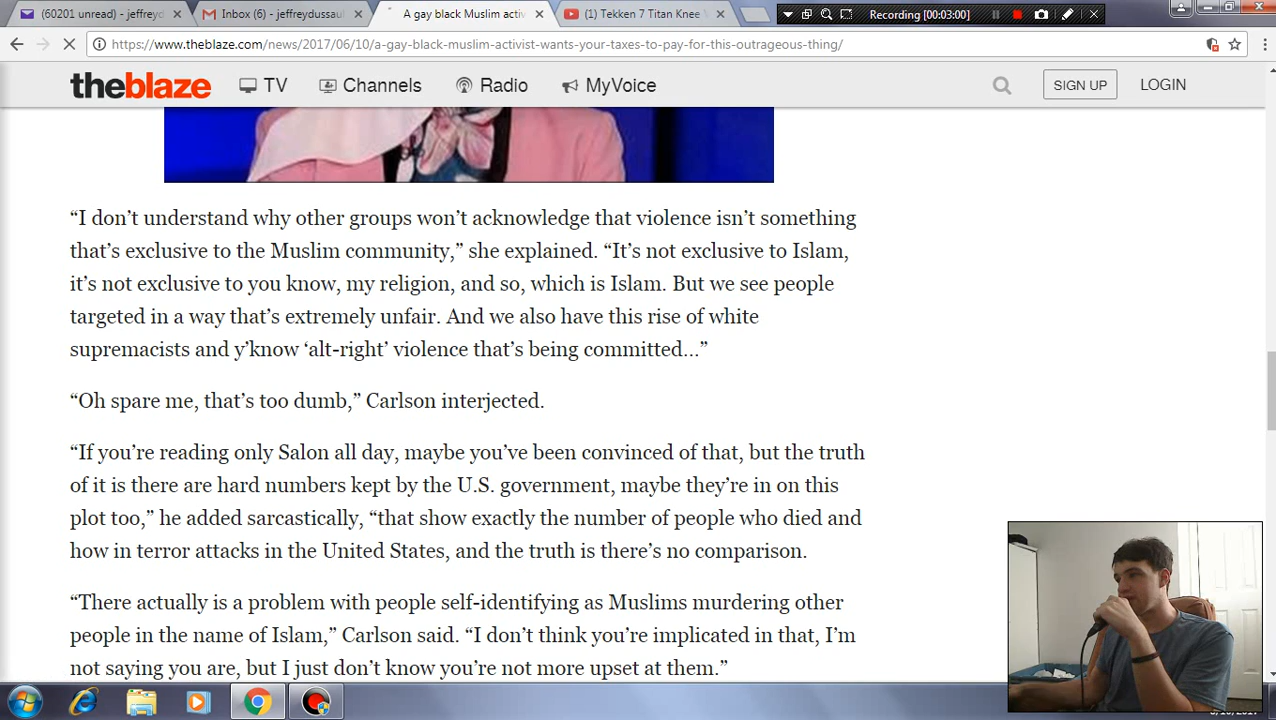 (60201 unread) - jeffreyd
Inbox (6) - jeffreydussaul
A gay black Muslim activ
(1) Tekken 7 Titan Knee V
Recording [00:03:00]
https://www.theblaze.com/news/2017/06/10/a-gay-black-muslim-activist-wants-your-taxes-to-pay-for-this-outrageous-thing/
theblaze TV Channels Radio MyVoice SIGN UP LOGIN
“I don’t understand why other groups won’t acknowledge that violence isn’t something
that’s exclusive to the Muslim community,” she explained. “It’s not exclusive to Islam,
it’s not exclusive to you know, my religion, and so, which is Islam. But we see people
targeted in a way that’s extremely unfair. And we also have this rise of white
supremacists and y’know ‘alt-right’ violence that’s being committed…”
“Oh spare me, that’s too dumb,” Carlson interjected.
“If you’re reading only Salon all day, maybe you’ve been convinced of that, but the truth
of it is there are hard numbers kept by the U.S. government, maybe they’re in on this
plot too,” he added sarcastically, “that show exactly the number of people who died and
how in terror attacks in the United States, and the truth is there’s no comparison.
“There actually is a problem with people self-identifying as Muslims murdering other
people in the name of Islam,” Carlson said. “I don’t think you’re implicated in that, I’m
not saying you are, but I just don’t know you’re not more upset at them.”